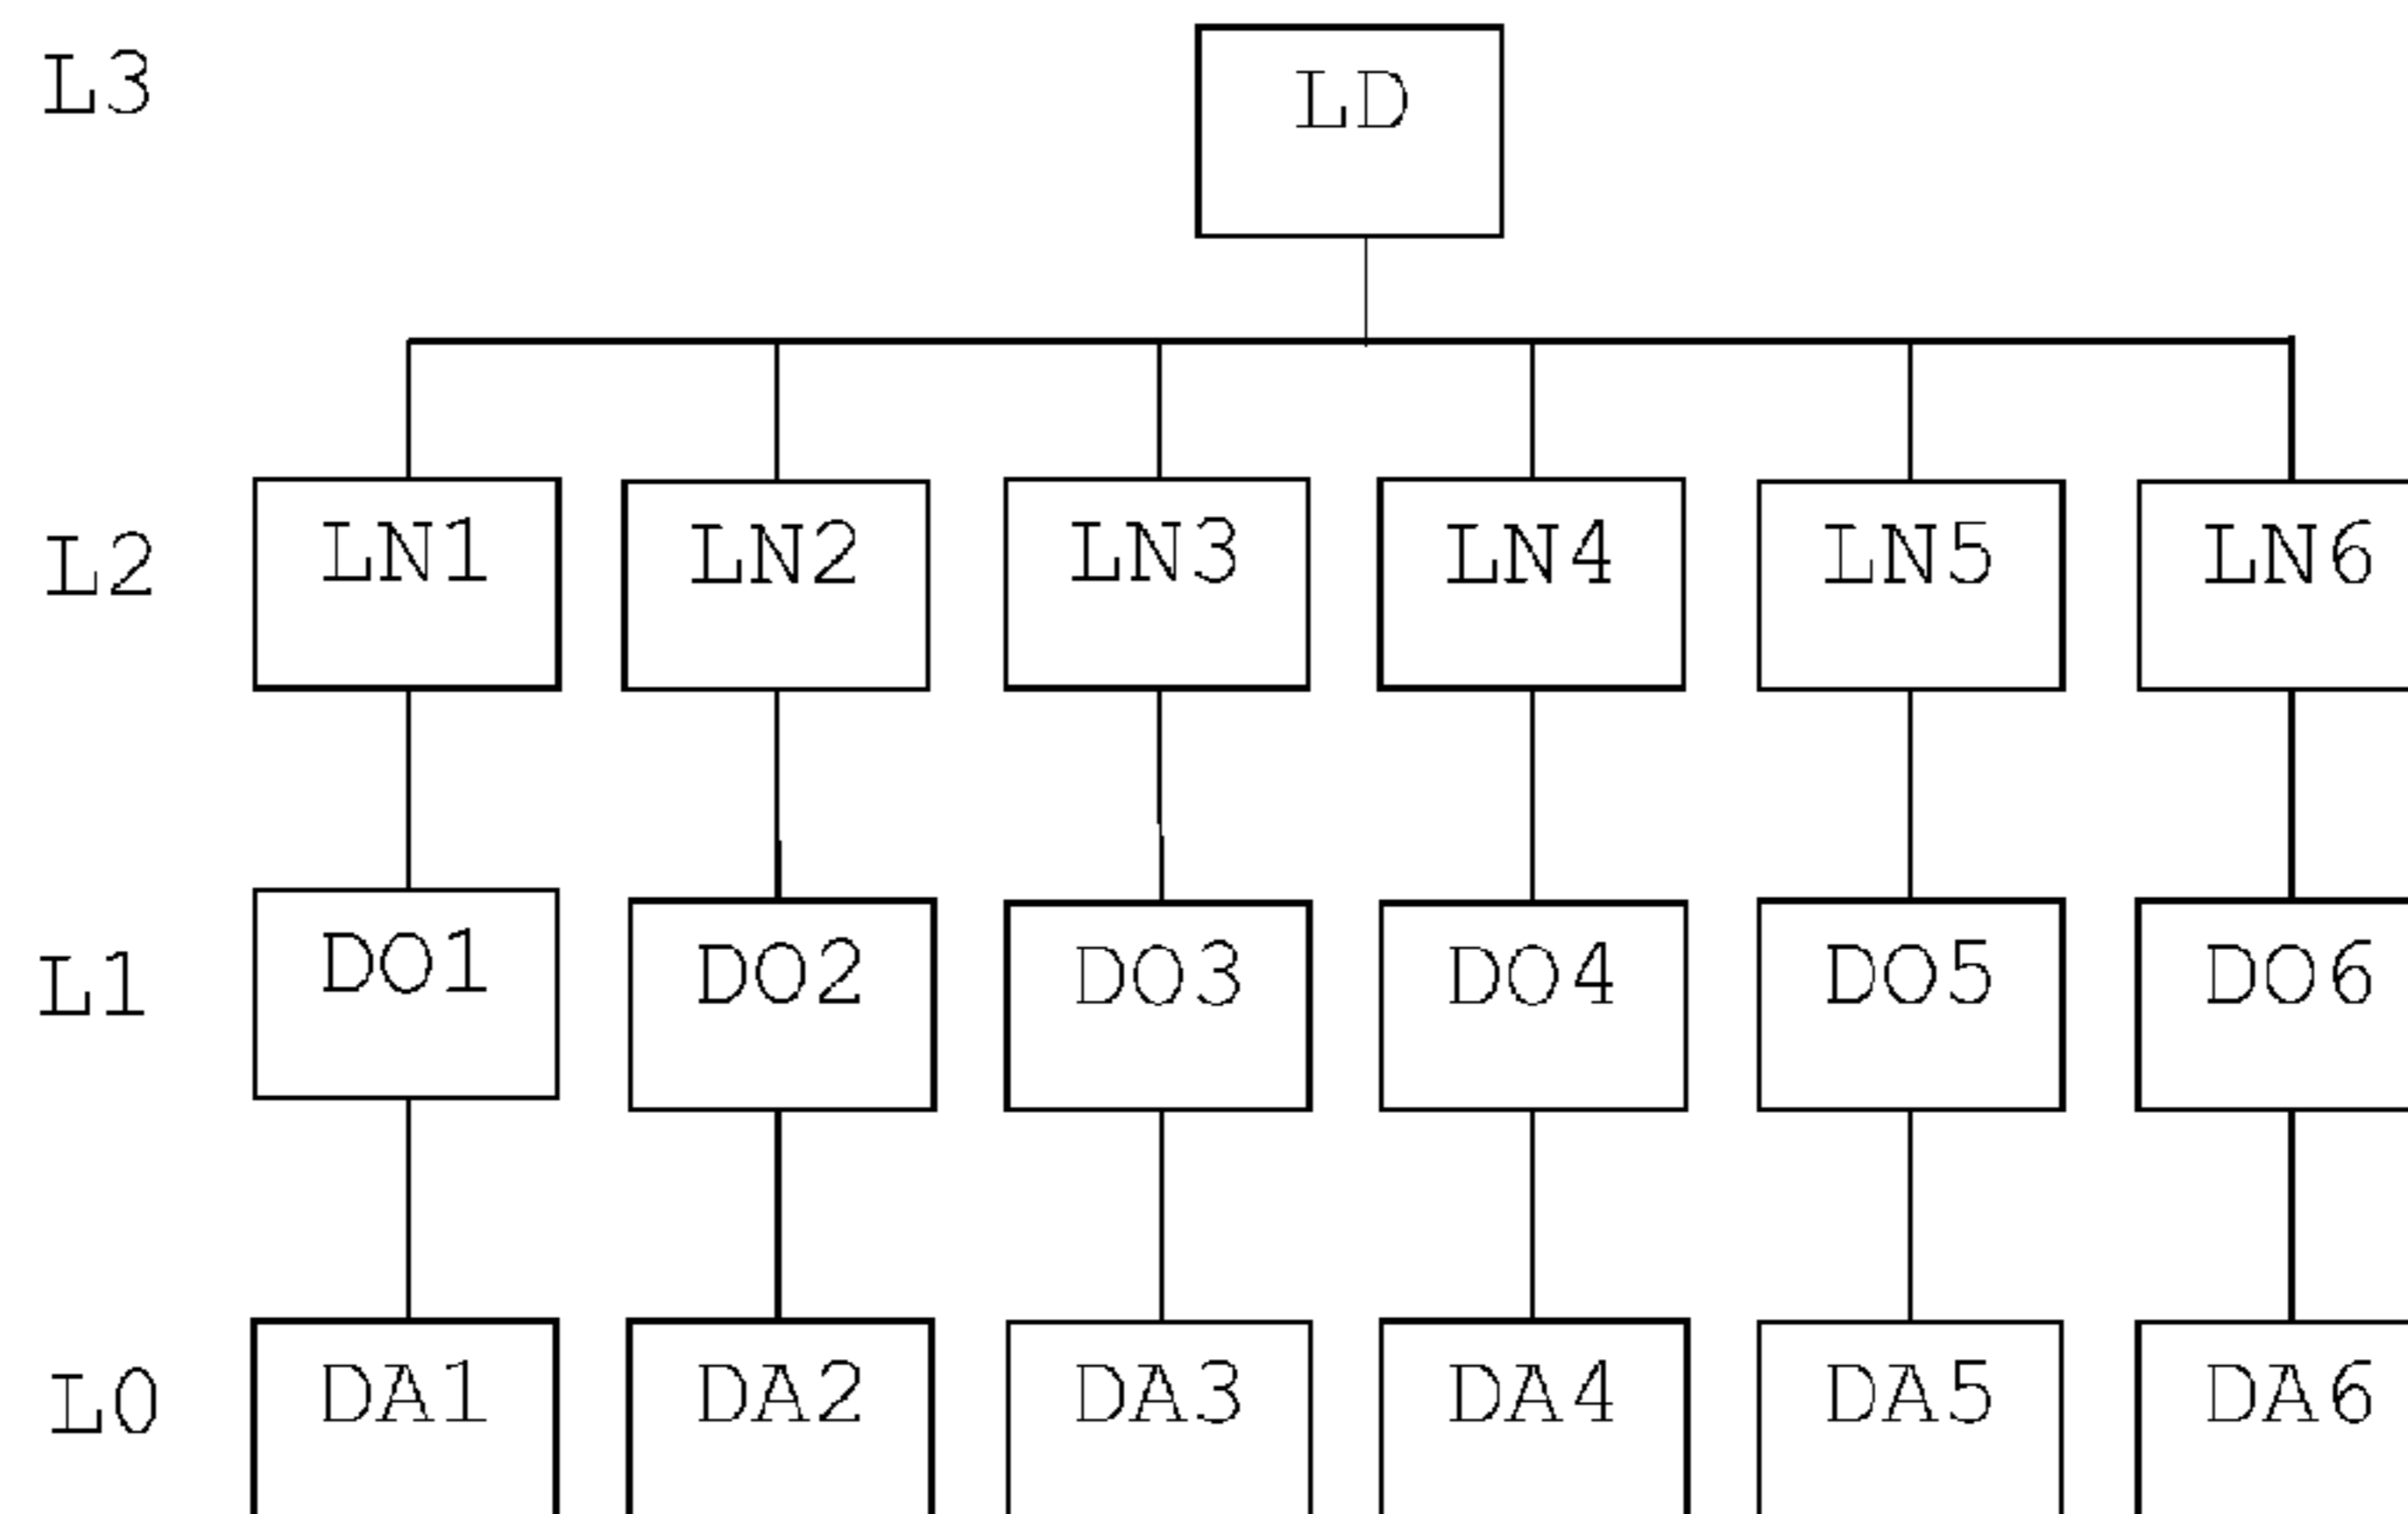 L3 LD
L2 LN1 LN2 LN3 LN4 LN5 LN6
L1 DO1 DO2 DO3 DO4 DO5 DO6
L0 DA1 DA2 DA3 DA4 DA5 DA6